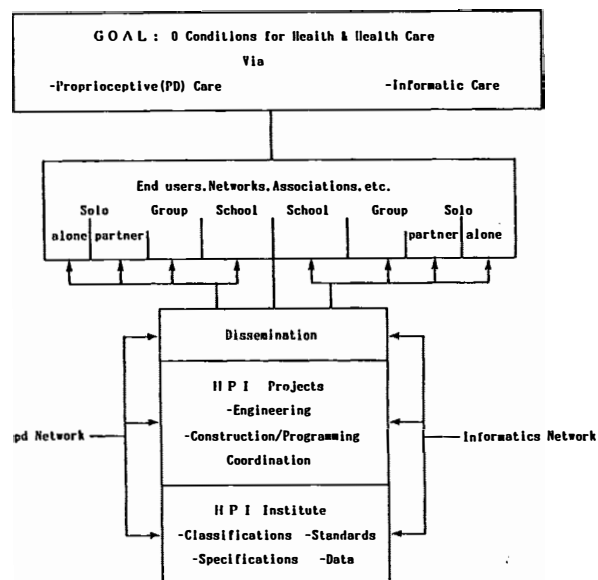 GOAL: 0 Conditions for Health & Health Care
Via
-Proprioceptive(PD) Care -Informatic Care
End users.Networks.Associations.etc.
Solo Group School School Group Solo
alone partner partner alone
Dissemination
HPI Projects
-Engineering
pd Network -Construction/Programming Informatics Network
Coordination
HPI Institute
-Classifications -Standards
-Specifications -Data